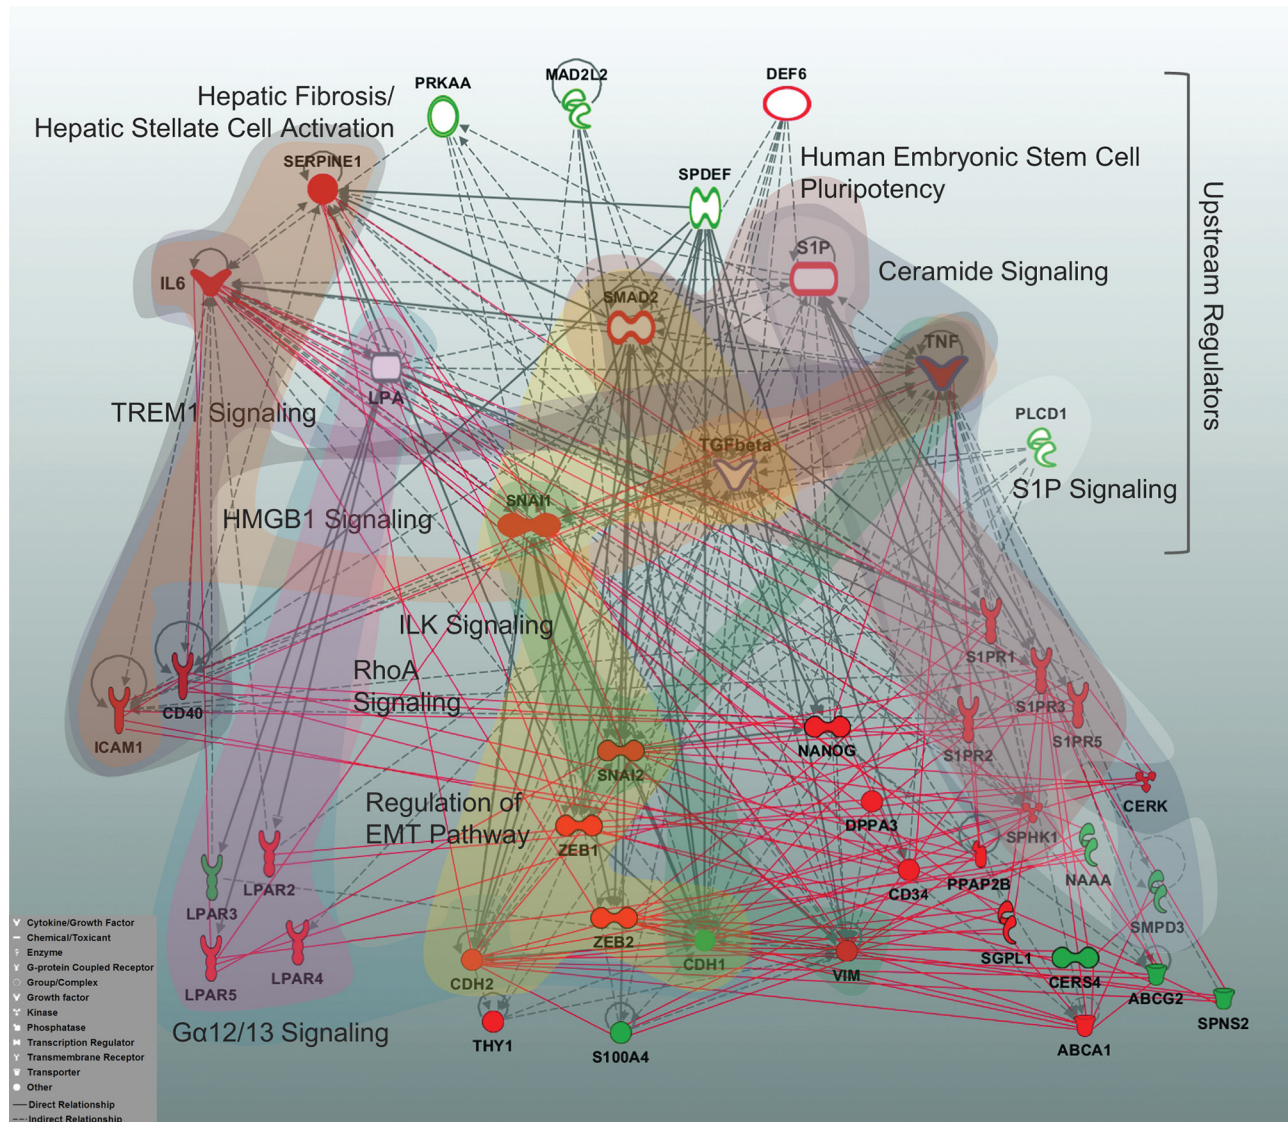 PRKAA
MAD2L2
DEF6
Hepatic Fibrosis/
Hepatic Stellate Cell Activation
SERPINE1
SPDEF
Human Embryonic Stem Cell
Pluripotency
Upstream Regulators
S1P
IL6
Ceramide Signaling
SMAD2
TNF
LPA
TREM1 Signaling
PLCD1
TGFbeta
S1P Signaling
SNAI1
HMGB1 Signaling
ILK Signaling
S1PR1
RhoA
Signaling
S1PR3
CD40
ICAM1
S1PR5
NANOG
S1PR2
SNAI2
Regulation of
EMT Pathway
CERK
DPPA3
SPHK1
ZEB1
NAAA
LPAR2
PPAP2B
CD34
LPAR3
SMPD3
ZEB2
SGPL1
CDH1
VIM
LPAR4
CDH2
CERS4
LPAR5
ABCG2
SPNS2
Gα12/13 Signaling
THY1
S100A4
ABCA1
Cytokine/Growth Factor
Chemical/Toxicant
Enzyme
G-protein Coupled Receptor
Group/Complex
Growth factor
Kinase
Phosphatase
Transcription Regulator
Transmembrane Receptor
Transporter
Other
Direct Relationship
Indirect Relationship